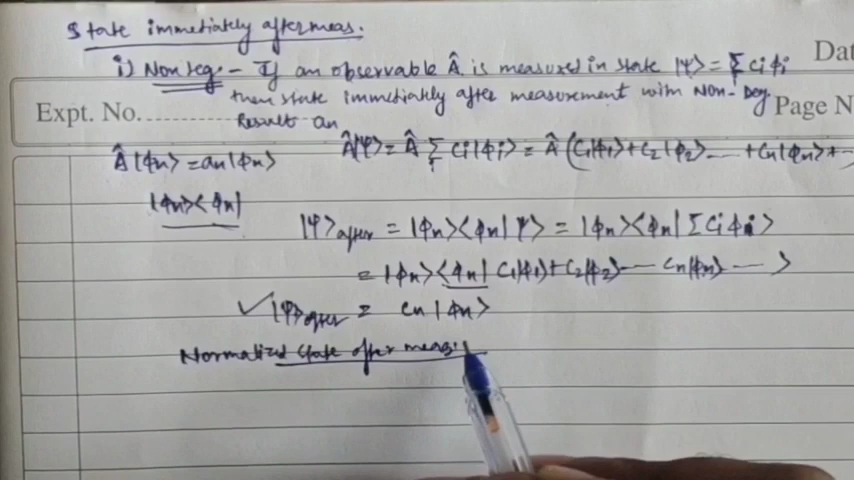 State immediately after meas.
i) Non Deg:- If an observable Â is measured in state |Ψ> = Σ ci ϕi
then state immediately after measurement with Non-Deg.
Result an
Dat
Expt. No.
Page N
Â|ϕn> = an|ϕn>
Â|Ψ> = Â Σ_i ci|ϕi> = Â (c1|ϕ1> + c2|ϕ2> ... + cn|ϕn> + --
|ϕn><ϕn|
|Ψ>after = |ϕn><ϕn|Ψ> = |ϕn><ϕn| Σ ci ϕi>
= |ϕn><ϕn| c1|ϕ1> + c2|ϕ2> --- cn|ϕn> --- >
✓|Ψ>after = cn|ϕn>
Normalized state after meas: